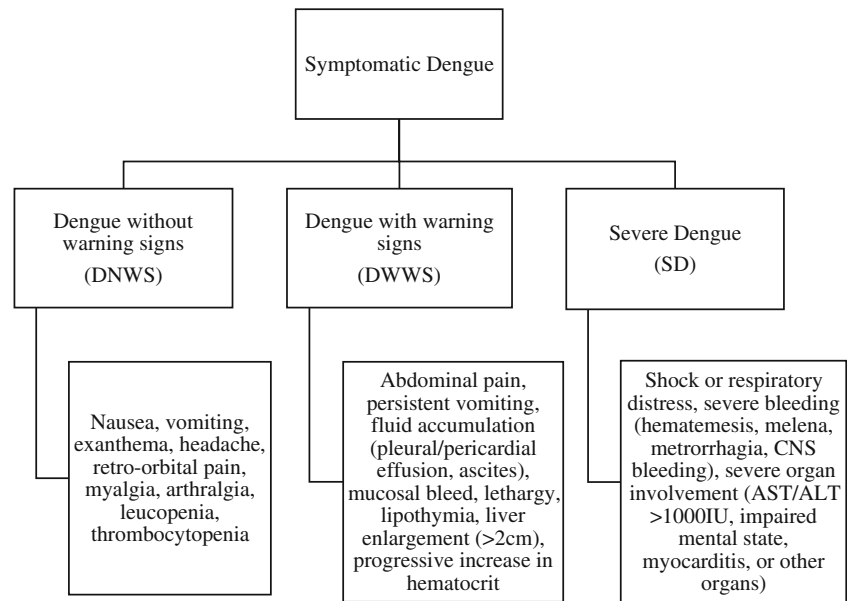 Symptomatic Dengue
Dengue without
warning signs
(DNWS)
Dengue with warning
signs
(DWWS)
Severe Dengue
(SD)
Nausea, vomiting,
exanthema, headache,
retro-orbital pain,
myalgia, arthralgia,
leucopenia,
thrombocytopenia
Abdominal pain,
persistent vomiting,
fluid accumulation
(pleural/pericardial
effusion, ascites),
mucosal bleed, lethargy,
lipothymia, liver
enlargement (>2cm),
progressive increase in
hematocrit
Shock or respiratory
distress, severe bleeding
(hematemesis, melena,
metrorrhagia, CNS
bleeding), severe organ
involvement (AST/ALT
>1000IU, impaired
mental state,
myocarditis, or other
organs)